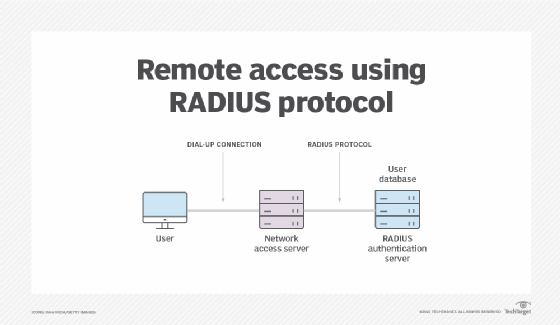 Remote access using
RADIUS protocol
DIAL-UP CONNECTION
RADIUS PROTOCOL
User
database
User
Network
access server
RADIUS
authentication
server
TechTarget